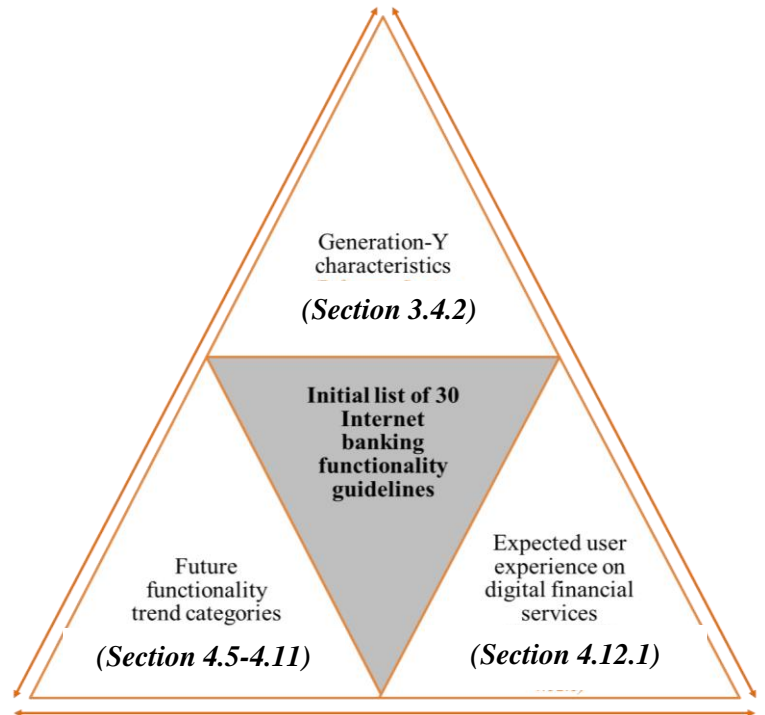 Generation-Y
characteristics
(Section 3.4.2)
Initial list of 30
Internet
banking
functionality
guidelines
Future
functionality
trend categories
(Section 4.5-4.11)
Expected user
experience on
digital financial
services
(Section 4.12.1)